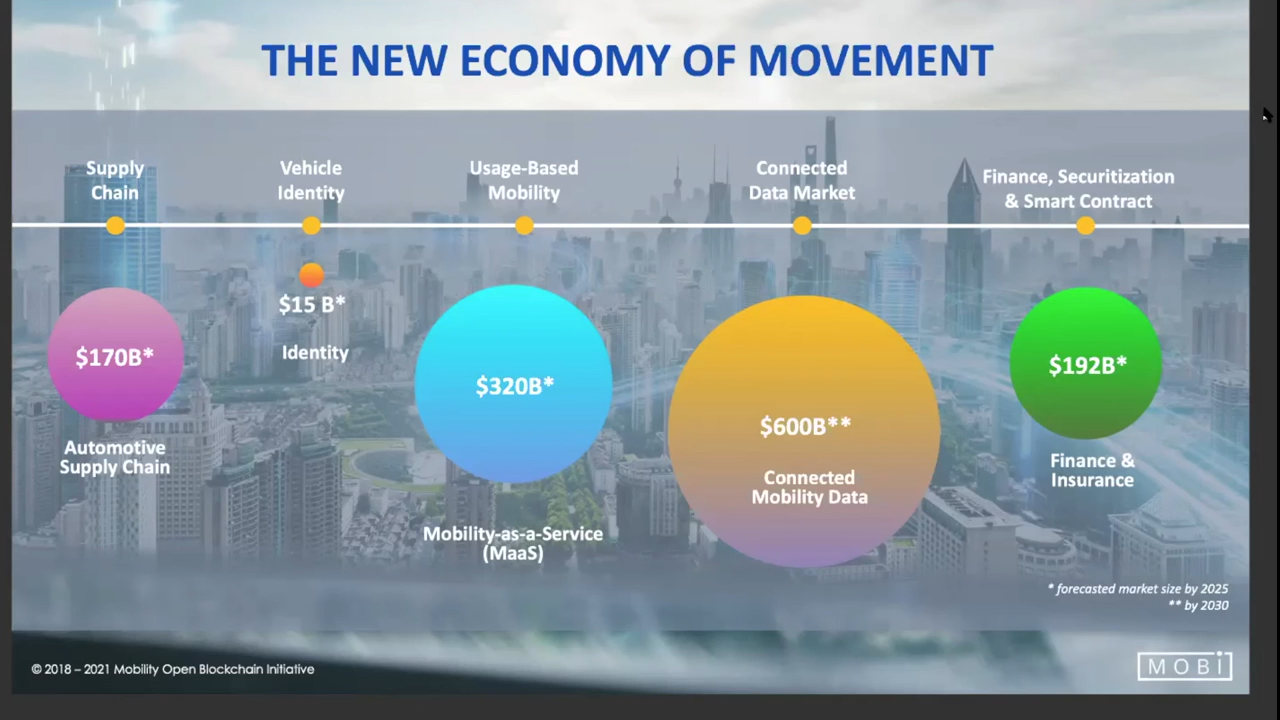 THE NEW ECONOMY OF MOVEMENT
Supply
Chain
Vehicle
Identity
Usage-Based
Mobility
Connected
Data Market
Finance, Securitization
& Smart Contract
$170B*
Automotive
Supply Chain
$15 B*
Identity
$320B*
Mobility-as-a-Service
(MaaS)
$600B**
Connected
Mobility Data
$192B*
Finance &
Insurance
* forecasted market size by 2025
** by 2030
© 2018 – 2021 Mobility Open Blockchain Initiative
MOBI